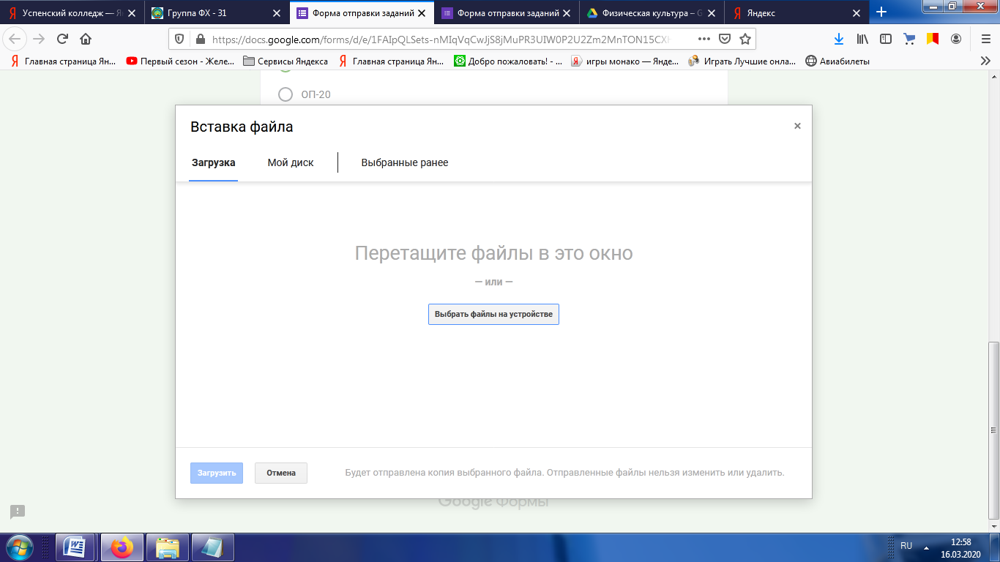 Успенский колледж — Ян
Группа ФХ - 31
Форма отправки заданий
Форма отправки заданий
Физическая культура – G
Яндекс
https://docs.google.com/forms/d/e/1FAIpQLSets-nMIqVqCwJjS8jMuPR3UIW0P2U2Zm2MnTON15CXH
Главная страница Ян...
Первый сезон - Желе...
Сервисы Яндекса
Главная страница Ян...
Добро пожаловать! - ...
игры монако — Янде...
Играть Лучшие онла...
Авиабилеты
ОП-20
Вставка файла
Загрузка
Мой диск
Выбранные ранее
Перетащите файлы в это окно
— или —
Выбрать файлы на устройстве
Загрузить
Отмена
Будет отправлена копия выбранного файла. Отправленные файлы нельзя изменить или удалить.
Google Формы
RU
12:58
16.03.2020